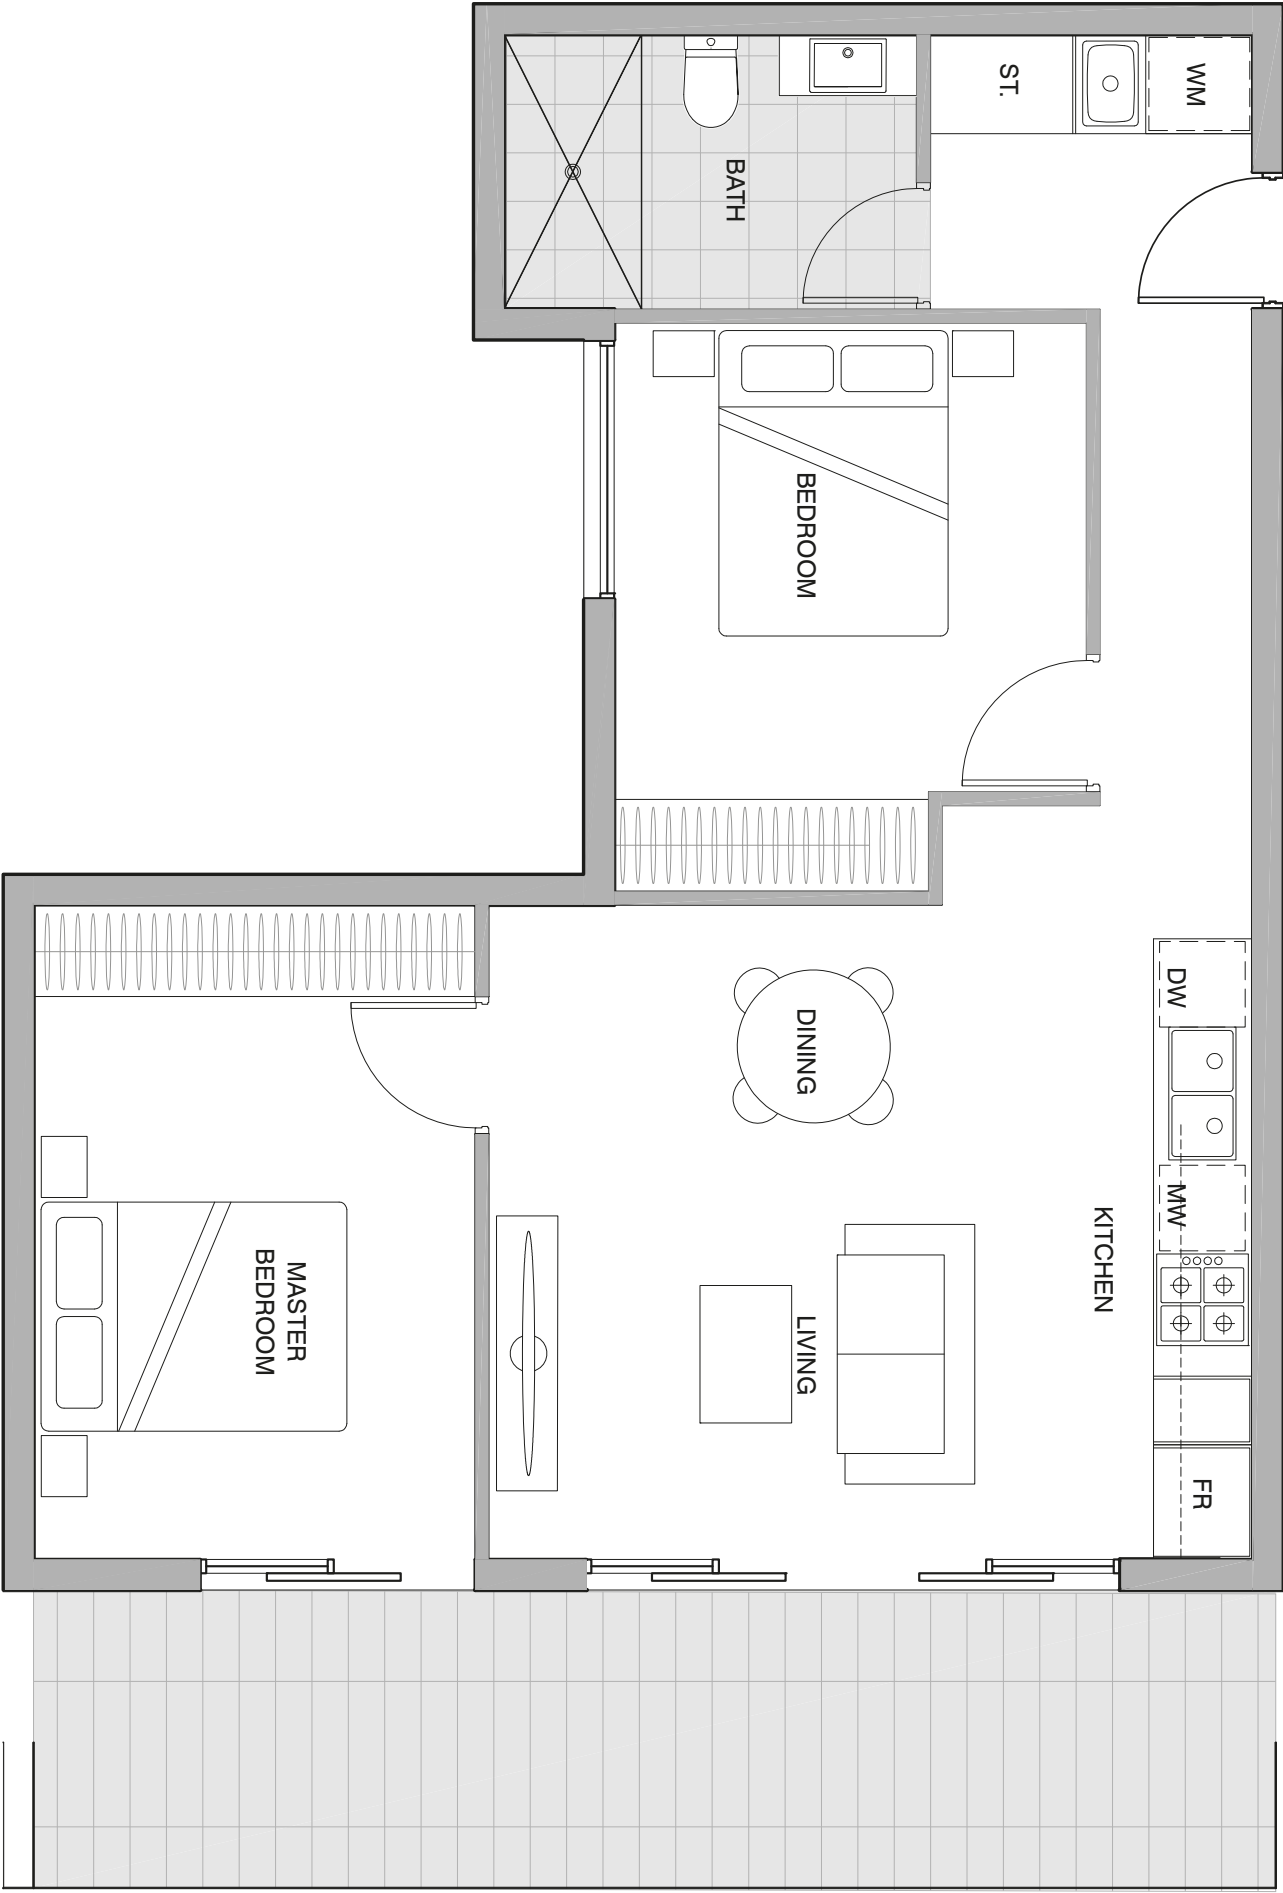 WM
ST.
BATH
BEDROOM
DW
DINING
MW
KITCHEN
LIVING
MASTER
BEDROOM
FR